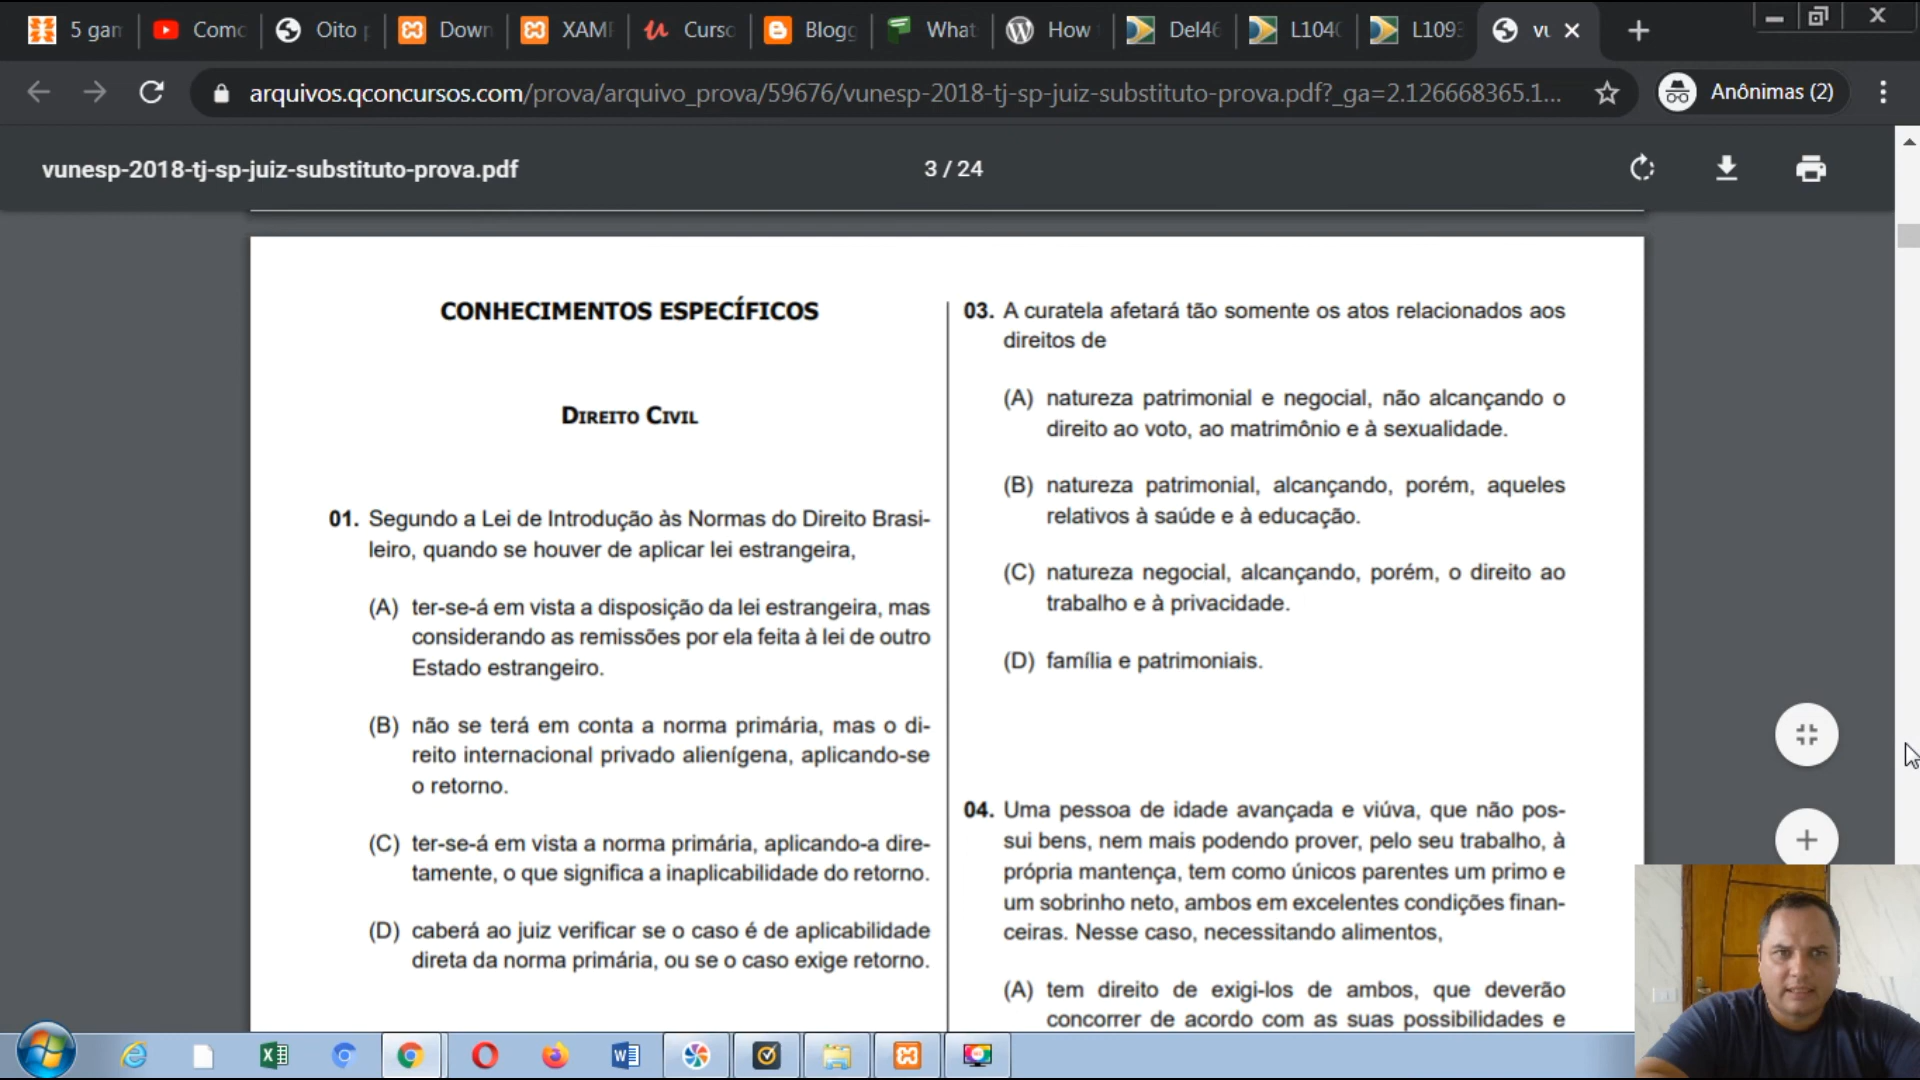 5 gam
Como
Oito p
Down
XAMP
Curso
Blogg
What
How
Del46
L1040
L1093
vu
arquivos.qconcursos.com/prova/arquivo_prova/59676/vunesp-2018-tj-sp-juiz-substituto-prova.pdf?_ga=2.126668365.1...
Anônimas (2)
vunesp-2018-tj-sp-juiz-substituto-prova.pdf
3 / 24
CONHECIMENTOS ESPECÍFICOS
DIREITO CIVIL
01. Segundo a Lei de Introdução às Normas do Direito Brasi-
leiro, quando se houver de aplicar lei estrangeira,
(A) ter-se-á em vista a disposição da lei estrangeira, mas
considerando as remissões por ela feita à lei de outro
Estado estrangeiro.
(B) não se terá em conta a norma primária, mas o di-
reito internacional privado alienígena, aplicando-se
o retorno.
(C) ter-se-á em vista a norma primária, aplicando-a dire-
tamente, o que significa a inaplicabilidade do retorno.
(D) caberá ao juiz verificar se o caso é de aplicabilidade
direta da norma primária, ou se o caso exige retorno.
03. A curatela afetará tão somente os atos relacionados aos
direitos de
(A) natureza patrimonial e negocial, não alcançando o
direito ao voto, ao matrimônio e à sexualidade.
(B) natureza patrimonial, alcançando, porém, aqueles
relativos à saúde e à educação.
(C) natureza negocial, alcançando, porém, o direito ao
trabalho e à privacidade.
(D) família e patrimoniais.
04. Uma pessoa de idade avançada e viúva, que não pos-
sui bens, nem mais podendo prover, pelo seu trabalho, à
própria mantença, tem como únicos parentes um primo e
um sobrinho neto, ambos em excelentes condições finan-
ceiras. Nesse caso, necessitando alimentos,
(A) tem direito de exigi-los de ambos, que deverão
concorrer de acordo com as suas possibilidades e